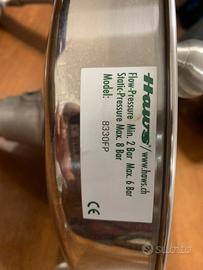 Haws®
/www.haws.ch
Flow-Pressure Min. 2 Bar Max. 6 Bar
Static-Pressure Max. 8 Bar
Model:
8330FP
CE
subito